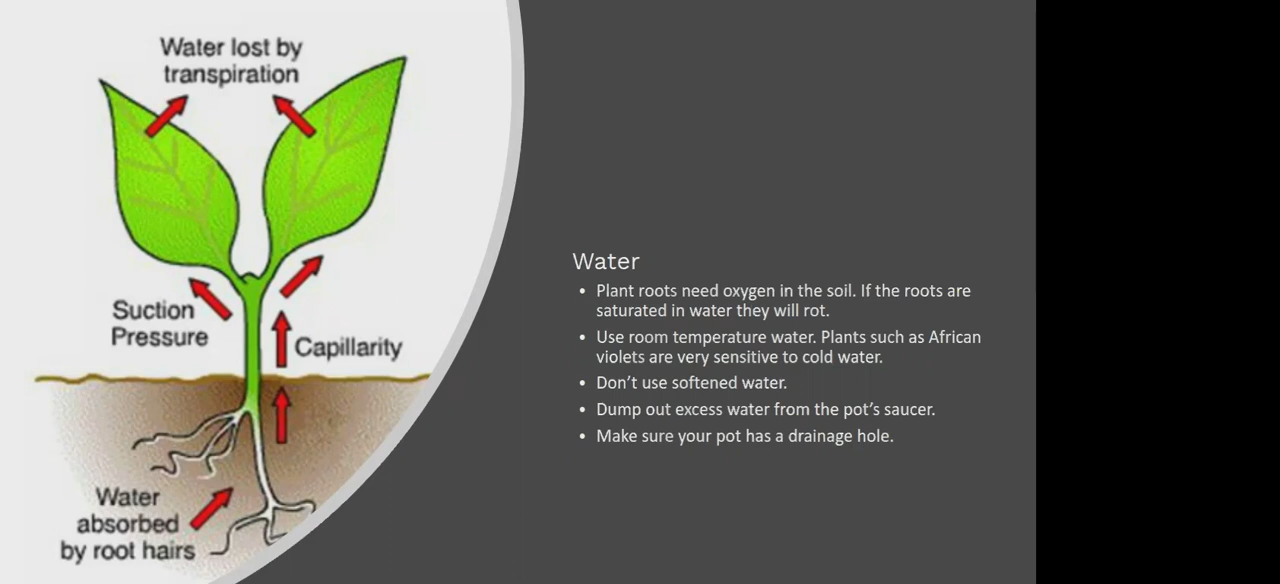 Water lost by
transpiration
Suction
Pressure
Capillarity
Water
absorbed
by root hairs
Water
• Plant roots need oxygen in the soil. If the roots are
saturated in water they will rot.
• Use room temperature water. Plants such as African
violets are very sensitive to cold water.
• Don’t use softened water.
• Dump out excess water from the pot’s saucer.
• Make sure your pot has a drainage hole.